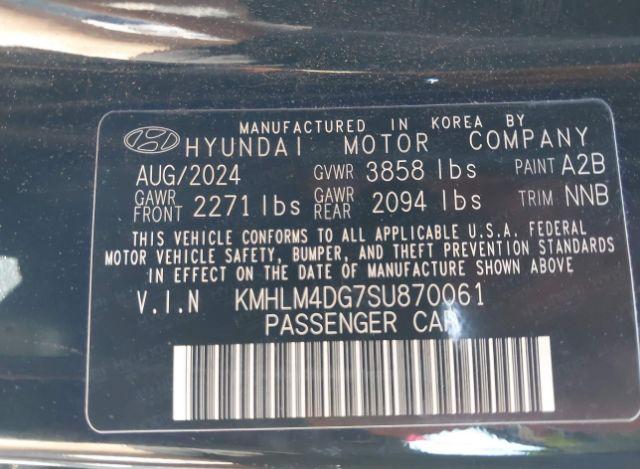 MANUFACTURED IN KOREA BY
HYUNDAI MOTOR COMPANY
AUG/2024 GVWR 3858 lbs PAINT A2B
GAWR FRONT 2271 lbs GAWR REAR 2094 lbs TRIM NNB
THIS VEHICLE CONFORMS TO ALL APPLICABLE U.S.A. FEDERAL
MOTOR VEHICLE SAFETY, BUMPER, AND THEFT PREVENTION STANDARDS
IN EFFECT ON THE DATE OF MANUFACTURE SHOWN ABOVE
V.I.N KMHLM4DG7SU870061
PASSENGER CAR